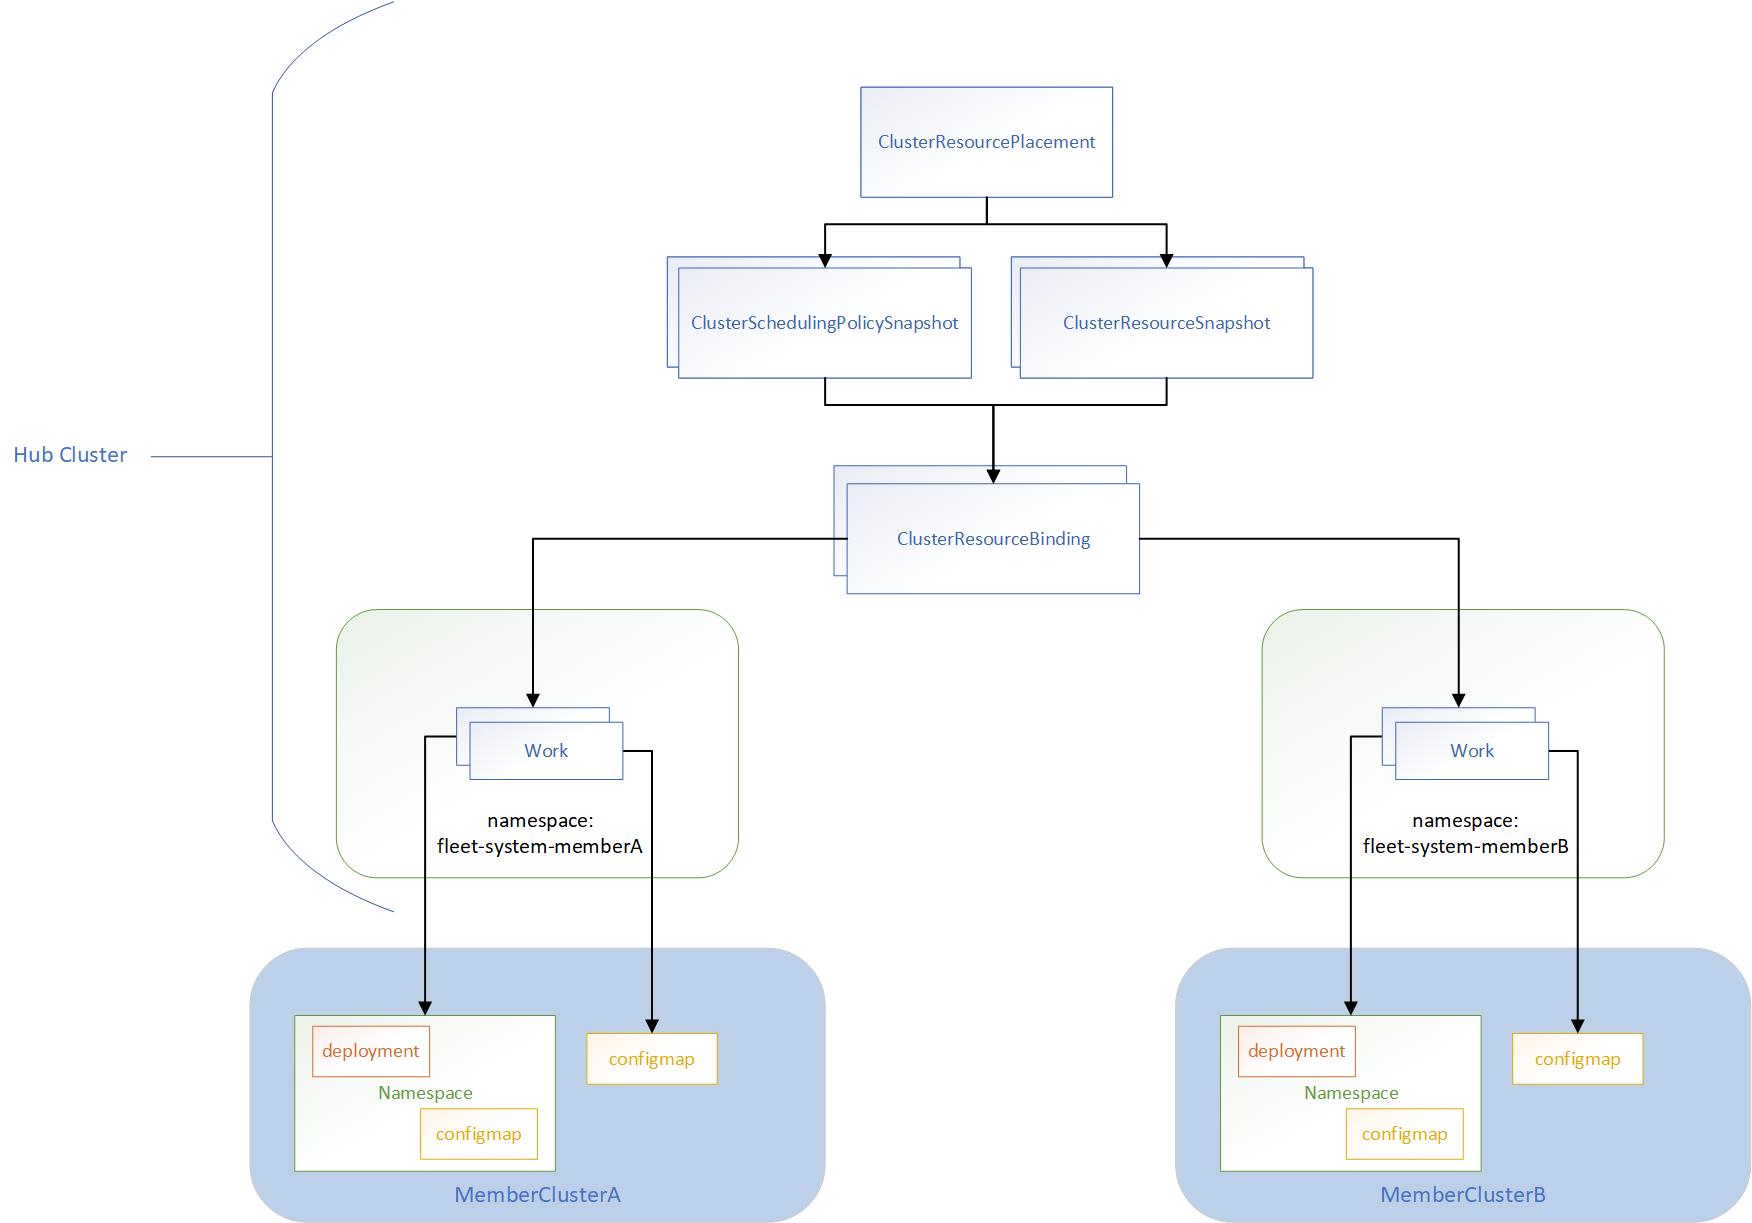 ClusterResourcePlacement
ClusterSchedulingPolicySnapshot
ClusterResourceSnapshot
Hub Cluster
ClusterResourceBinding
Work
namespace:
fleet-system-memberA
Work
namespace:
fleet-system-memberB
deployment
Namespace
configmap
configmap
MemberClusterA
deployment
Namespace
configmap
configmap
MemberClusterB